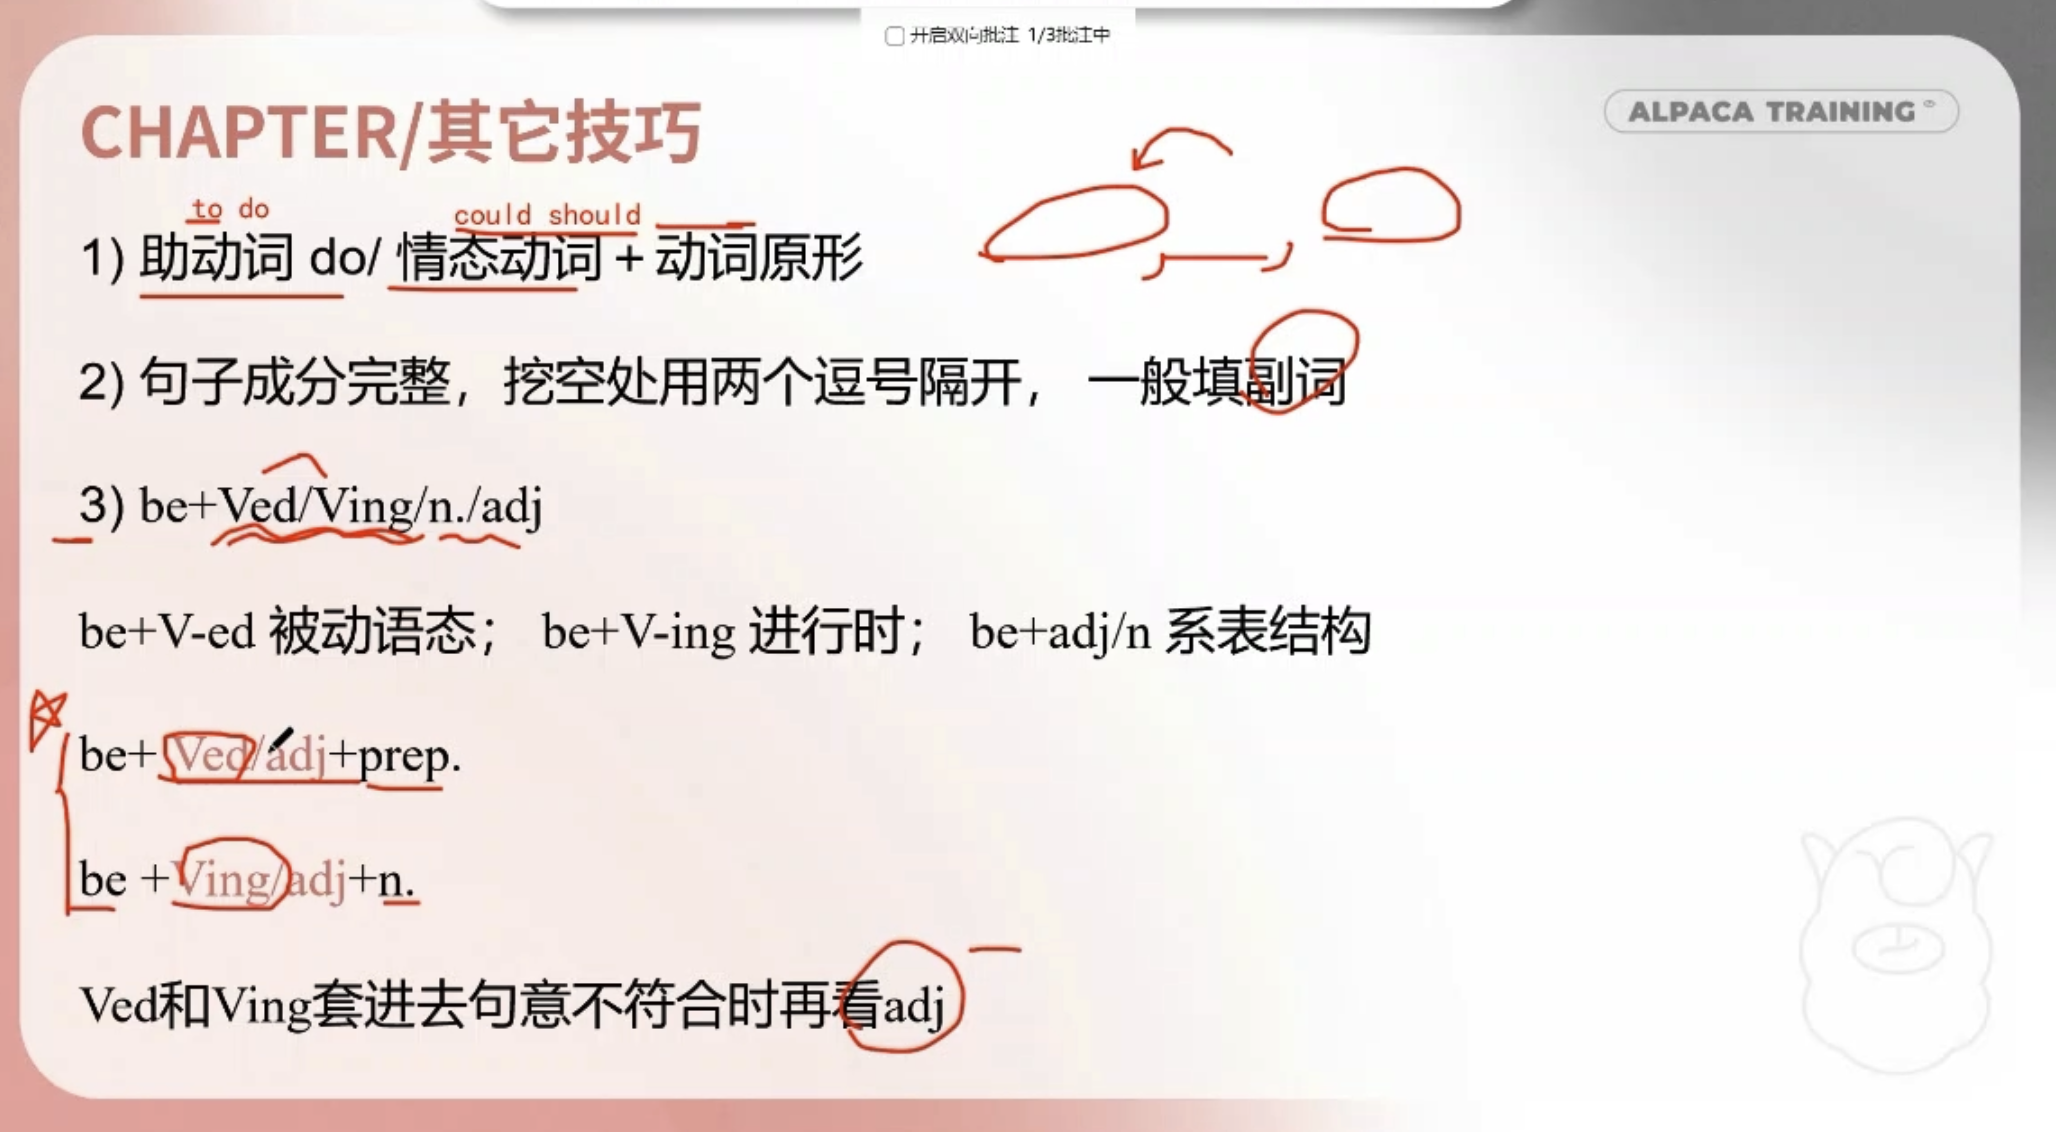 开启双向批注 1/3批注中
CHAPTER/其它技巧
ALPACA TRAINING
to do
could should
1) 助动词 do/ 情态动词 + 动词原形
2) 句子成分完整，挖空处用两个逗号隔开， 一般填副词
3) be+Ved/Ving/n./adj
be+V-ed 被动语态； be+V-ing 进行时； be+adj/n 系表结构
be+ Ved/adj+prep.
be +Ving/adj+n.
Ved和Ving套进去句意不符合时再看adj